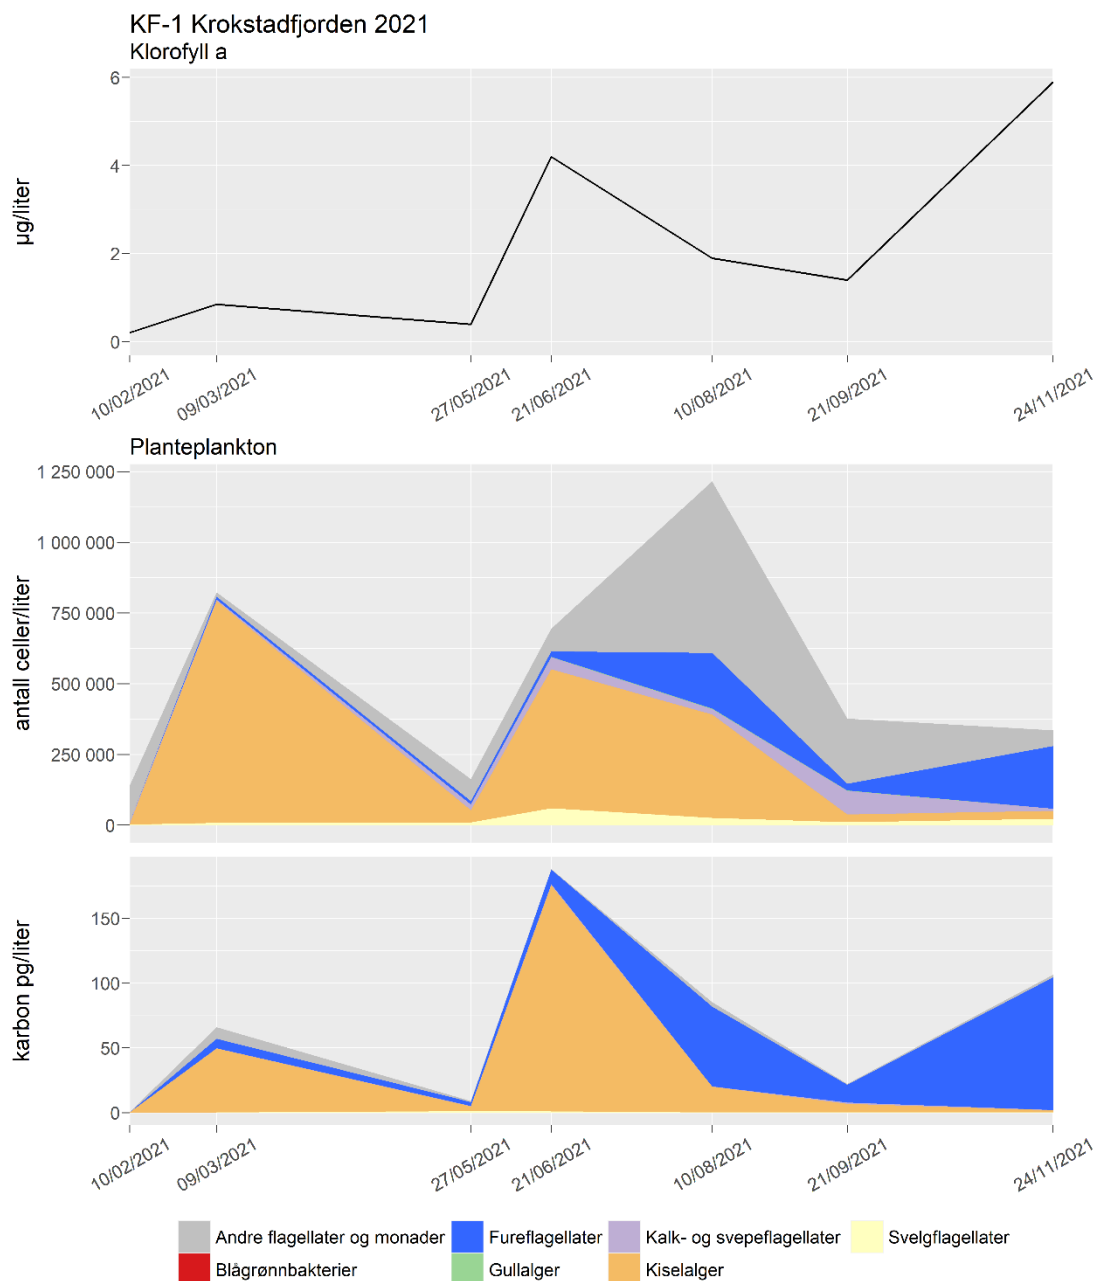 KF-1 Krokstadfjorden 2021
Klorofyll a
µg/liter
6
4
2
0
10/02/2021 09/03/2021 27/05/2021 21/06/2021 10/08/2021 21/09/2021 24/11/2021
Planteplankton
antall celler/liter
1 250 000
1 000 000
750 000
500 000
250 000
0
karbon pg/liter
150
100
50
0
10/02/2021 09/03/2021 27/05/2021 21/06/2021 10/08/2021 21/09/2021 24/11/2021
Andre flagellater og monader Fureflagellater Kalk- og svepeflagellater Svelgflagellater
Blågrønnbakterier Gullalger Kiselalger